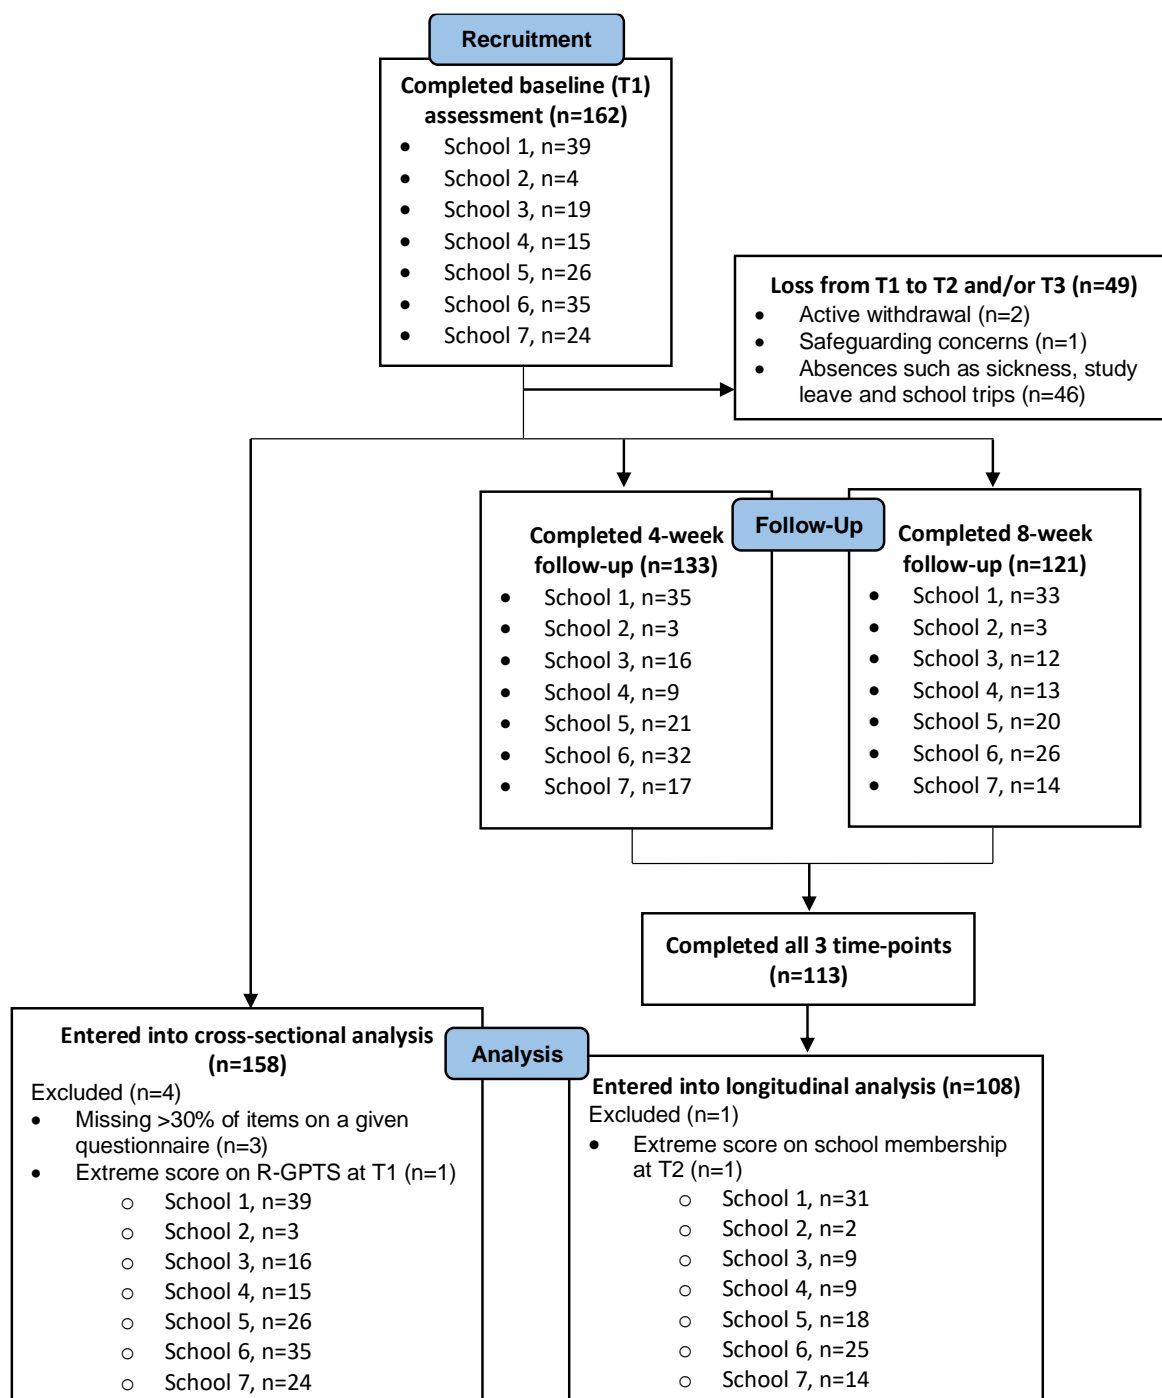 Recruitment
Completed baseline (T1)
assessment (n=162)
• School 1, n=39
• School 2, n=4
• School 3, n=19
• School 4, n=15
• School 5, n=26
• School 6, n=35
• School 7, n=24
Loss from T1 to T2 and/or T3 (n=49)
• Active withdrawal (n=2)
• Safeguarding concerns (n=1)
• Absences such as sickness, study
leave and school trips (n=46)
Follow-Up
Completed 4-week
follow-up (n=133)
• School 1, n=35
• School 2, n=3
• School 3, n=16
• School 4, n=9
• School 5, n=21
• School 6, n=32
• School 7, n=17
Completed 8-week
follow-up (n=121)
• School 1, n=33
• School 2, n=3
• School 3, n=12
• School 4, n=13
• School 5, n=20
• School 6, n=26
• School 7, n=14
Completed all 3 time-points
(n=113)
Analysis
Entered into cross-sectional analysis
(n=158)
Excluded (n=4)
• Missing >30% of items on a given
questionnaire (n=3)
• Extreme score on R-GPTS at T1 (n=1)
o School 1, n=39
o School 2, n=3
o School 3, n=16
o School 4, n=15
o School 5, n=26
o School 6, n=35
o School 7, n=24
Entered into longitudinal analysis (n=108)
Excluded (n=1)
• Extreme score on school membership
at T2 (n=1)
o School 1, n=31
o School 2, n=2
o School 3, n=9
o School 4, n=9
o School 5, n=18
o School 6, n=25
o School 7, n=14